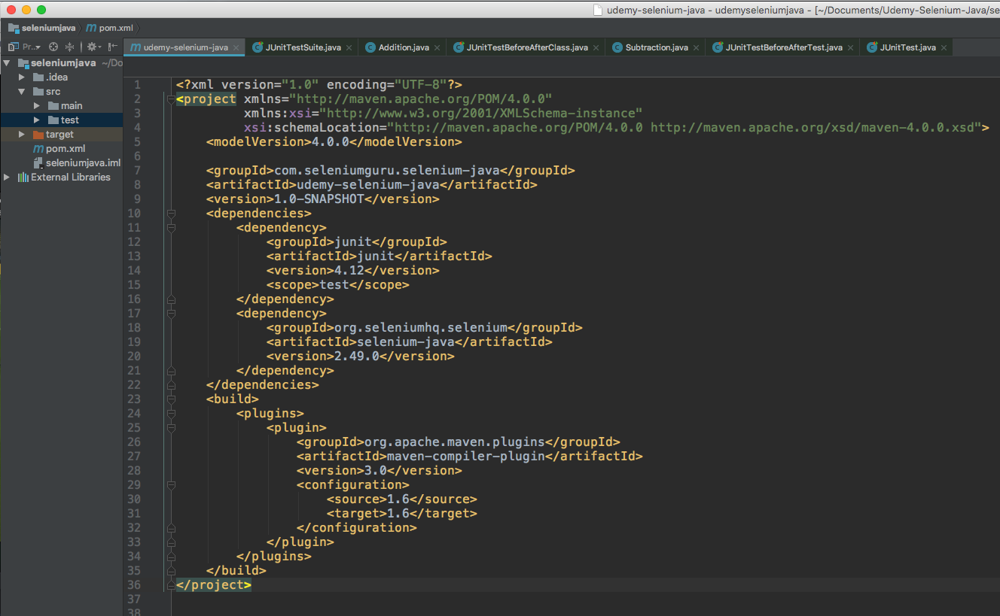 udemy-selenium-java - udemyseleniumjava - [~/Documents/Udemy-Selenium-Java/se
seleniumjava pom.xml
Pr...
udemy-selenium-java JUnitTestSuite.java Addition.java JUnitTestBeforeAfterClass.java Subtraction.java JUnitTestBeforeAfterTest.java JUnitTest.java
seleniumjava ~/Do
.idea
src
main
test
target
pom.xml
seleniumjava.iml
External Libraries
1 <?xml version="1.0" encoding="UTF-8"?>
2 <project xmlns="http://maven.apache.org/POM/4.0.0"
3 xmlns:xsi="http://www.w3.org/2001/XMLSchema-instance"
4 xsi:schemaLocation="http://maven.apache.org/POM/4.0.0 http://maven.apache.org/xsd/maven-4.0.0.xsd">
5 <modelVersion>4.0.0</modelVersion>
6
7 <groupId>com.seleniumguru.selenium-java</groupId>
8 <artifactId>udemy-selenium-java</artifactId>
9 <version>1.0-SNAPSHOT</version>
10 <dependencies>
11 <dependency>
12 <groupId>junit</groupId>
13 <artifactId>junit</artifactId>
14 <version>4.12</version>
15 <scope>test</scope>
16 </dependency>
17 <dependency>
18 <groupId>org.seleniumhq.selenium</groupId>
19 <artifactId>selenium-java</artifactId>
20 <version>2.49.0</version>
21 </dependency>
22 </dependencies>
23 <build>
24 <plugins>
25 <plugin>
26 <groupId>org.apache.maven.plugins</groupId>
27 <artifactId>maven-compiler-plugin</artifactId>
28 <version>3.0</version>
29 <configuration>
30 <source>1.6</source>
31 <target>1.6</target>
32 </configuration>
33 </plugin>
34 </plugins>
35 </build>
36 </project>
37
38